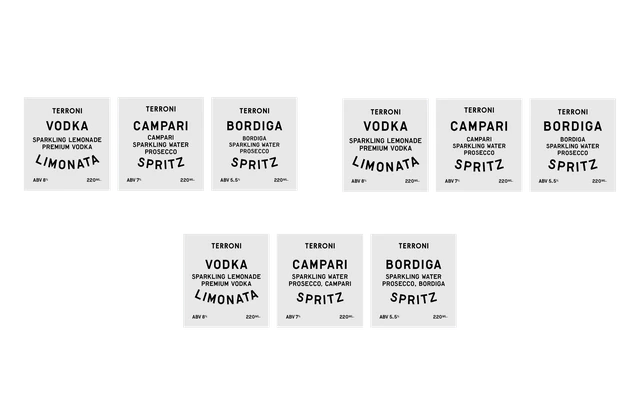 TERRONI
VODKA
SPARKLING LEMONADE
PREMIUM VODKA
LIMONATA
ABV 8% 220ML.
TERRONI
CAMPARI
CAMPARI
SPARKLING WATER
PROSECCO
SPRITZ
ABV 7% 220ML.
TERRONI
BORDIGA
BORDIGA
SPARKLING WATER
PROSECCO
SPRITZ
ABV 5.5% 220ML.
TERRONI
VODKA
SPARKLING LEMONADE
PREMIUM VODKA
LIMONATA
ABV 8% 220ML.
TERRONI
CAMPARI
CAMPARI
SPARKLING WATER
PROSECCO
SPRITZ
ABV 7% 220ML.
TERRONI
BORDIGA
BORDIGA
SPARKLING WATER
PROSECCO
SPRITZ
ABV 5.5% 220ML.
TERRONI
VODKA
SPARKLING LEMONADE
PREMIUM VODKA
LIMONATA
ABV 8% 220ML.
TERRONI
CAMPARI
SPARKLING WATER
PROSECCO, CAMPARI
SPRITZ
ABV 7% 220ML.
TERRONI
BORDIGA
SPARKLING WATER
PROSECCO, BORDIGA
SPRITZ
ABV 5.5% 220ML.